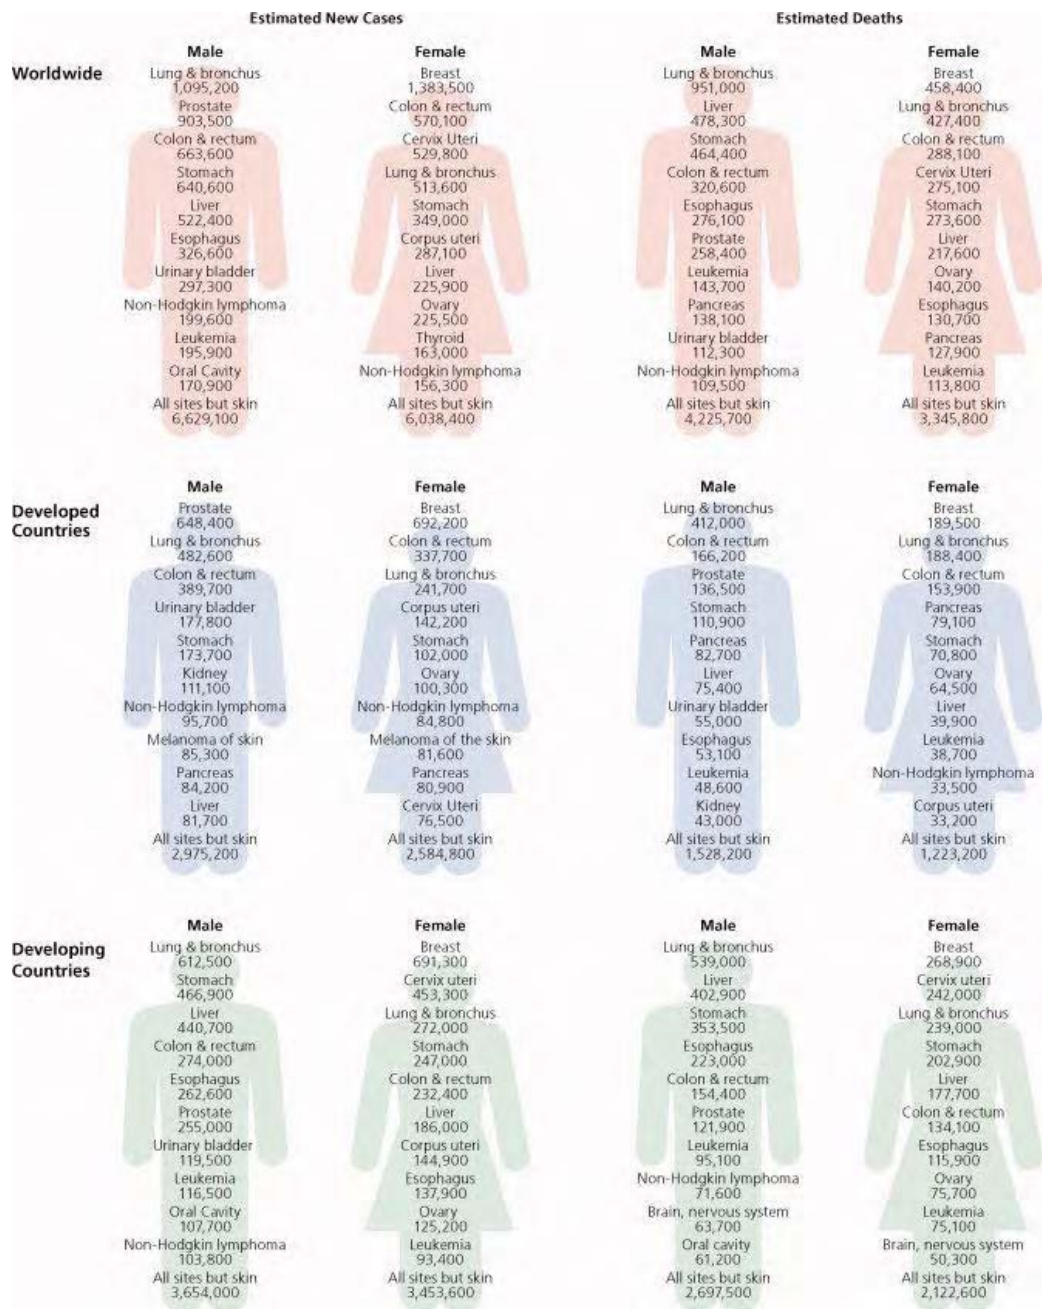 Estimated New Cases
Estimated Deaths
Worldwide
Male
Lung & bronchus
1,095,200
Prostate
903,500
Colon & rectum
663,600
Stomach
640,600
Liver
522,400
Esophagus
326,600
Urinary bladder
297,300
Non-Hodgkin lymphoma
199,600
Leukemia
195,900
Oral Cavity
170,900
All sites but skin
6,629,100
Female
Breast
1,383,500
Colon & rectum
570,100
Cervix Uteri
529,800
Lung & bronchus
513,600
Stomach
349,000
Corpus uteri
287,100
Liver
225,900
Ovary
225,500
Thyroid
163,000
Non-Hodgkin lymphoma
156,300
All sites but skin
6,038,400
Male
Lung & bronchus
951,000
Liver
478,300
Stomach
464,400
Colon & rectum
320,600
Esophagus
276,100
Prostate
258,400
Leukemia
143,700
Pancreas
138,100
Urinary bladder
112,300
Non-Hodgkin lymphoma
109,500
All sites but skin
4,225,700
Female
Breast
458,400
Lung & bronchus
427,400
Colon & rectum
288,100
Cervix Uteri
275,100
Stomach
273,600
Liver
217,600
Ovary
140,200
Esophagus
130,700
Pancreas
127,900
Leukemia
113,800
All sites but skin
3,345,800
Developed
Countries
Male
Prostate
648,400
Lung & bronchus
482,600
Colon & rectum
389,700
Urinary bladder
177,800
Stomach
173,700
Kidney
111,100
Non-Hodgkin lymphoma
95,700
Melanoma of skin
85,300
Pancreas
84,200
Liver
81,700
All sites but skin
2,975,200
Female
Breast
692,200
Colon & rectum
337,700
Lung & bronchus
241,700
Corpus uteri
142,200
Stomach
102,000
Ovary
100,300
Non-Hodgkin lymphoma
84,800
Melanoma of the skin
81,600
Pancreas
80,900
Cervix Uteri
76,500
All sites but skin
2,584,800
Male
Lung & bronchus
412,000
Colon & rectum
166,200
Prostate
136,500
Stomach
110,900
Pancreas
82,700
Liver
75,400
Urinary bladder
55,000
Esophagus
53,100
Leukemia
48,600
Kidney
43,000
All sites but skin
1,528,200
Female
Breast
189,500
Lung & bronchus
188,400
Colon & rectum
153,900
Pancreas
79,100
Stomach
70,800
Ovary
64,500
Liver
39,900
Leukemia
38,700
Non-Hodgkin lymphoma
33,500
Corpus uteri
33,200
All sites but skin
1,223,200
Developing
Countries
Male
Lung & bronchus
612,500
Stomach
466,900
Liver
440,700
Colon & rectum
274,000
Esophagus
262,600
Prostate
255,000
Urinary bladder
119,500
Leukemia
116,500
Oral Cavity
107,700
Non-Hodgkin lymphoma
103,800
All sites but skin
3,654,000
Female
Breast
691,300
Cervix uteri
453,300
Lung & bronchus
272,000
Stomach
247,000
Colon & rectum
232,400
Liver
186,000
Corpus uteri
144,900
Esophagus
137,900
Ovary
125,200
Leukemia
93,400
All sites but skin
3,453,600
Male
Lung & bronchus
539,000
Liver
402,900
Stomach
353,500
Esophagus
223,000
Colon & rectum
154,400
Prostate
121,900
Leukemia
95,100
Non-Hodgkin lymphoma
71,600
Brain, nervous system
63,700
Oral cavity
61,200
All sites but skin
2,697,500
Female
Breast
268,900
Cervix uteri
242,000
Lung & bronchus
239,000
Stomach
202,900
Liver
177,700
Colon & rectum
134,100
Esophagus
115,900
Ovary
75,700
Leukemia
75,100
Brain, nervous system
50,300
All sites but skin
2,122,600